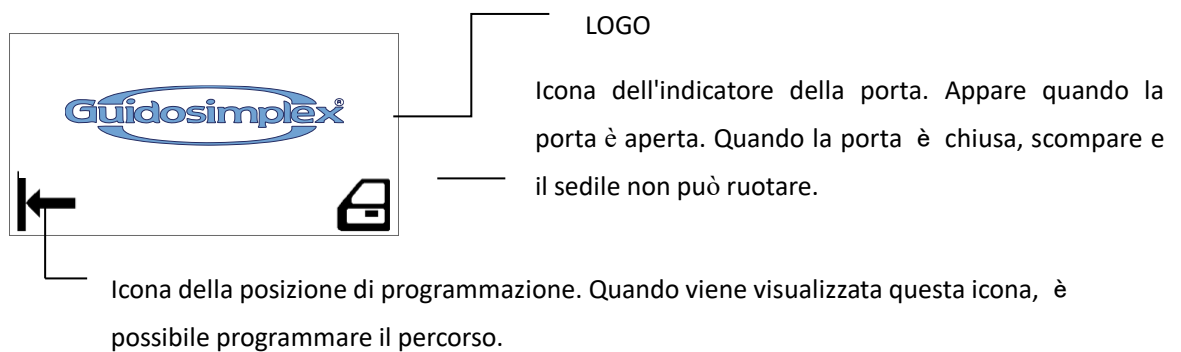 LOGO
Guidosimplex®
Icona dell'indicatore della porta. Appare quando la
porta è aperta. Quando la porta è chiusa, scompare e
il sedile non può ruotare.
Icona della posizione di programmazione. Quando viene visualizzata questa icona, è
possibile programmare il percorso.